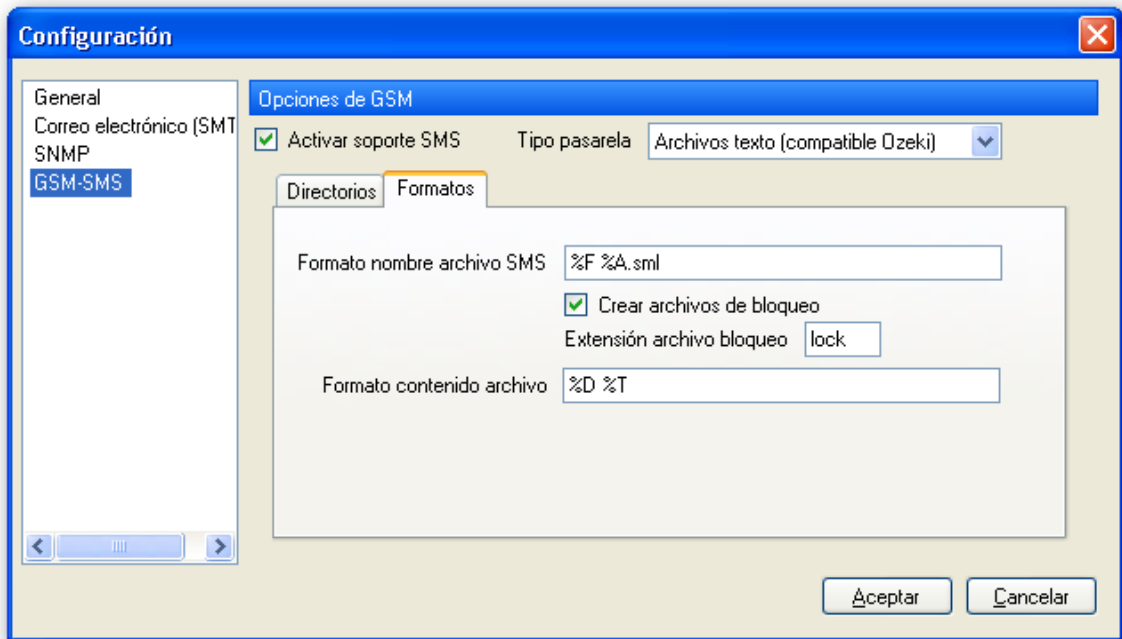 Configuración
General
Correo electrónico (SMT
SNMP
GSM-SMS
Opciones de GSM
Activar soporte SMS Tipo pasarela Archivos texto (compatible Ozeki)
Directorios Formatos
Formato nombre archivo SMS %F %A.sml
Crear archivos de bloqueo
Extensión archivo bloqueo lock
Formato contenido archivo %D %T
Aceptar Cancelar